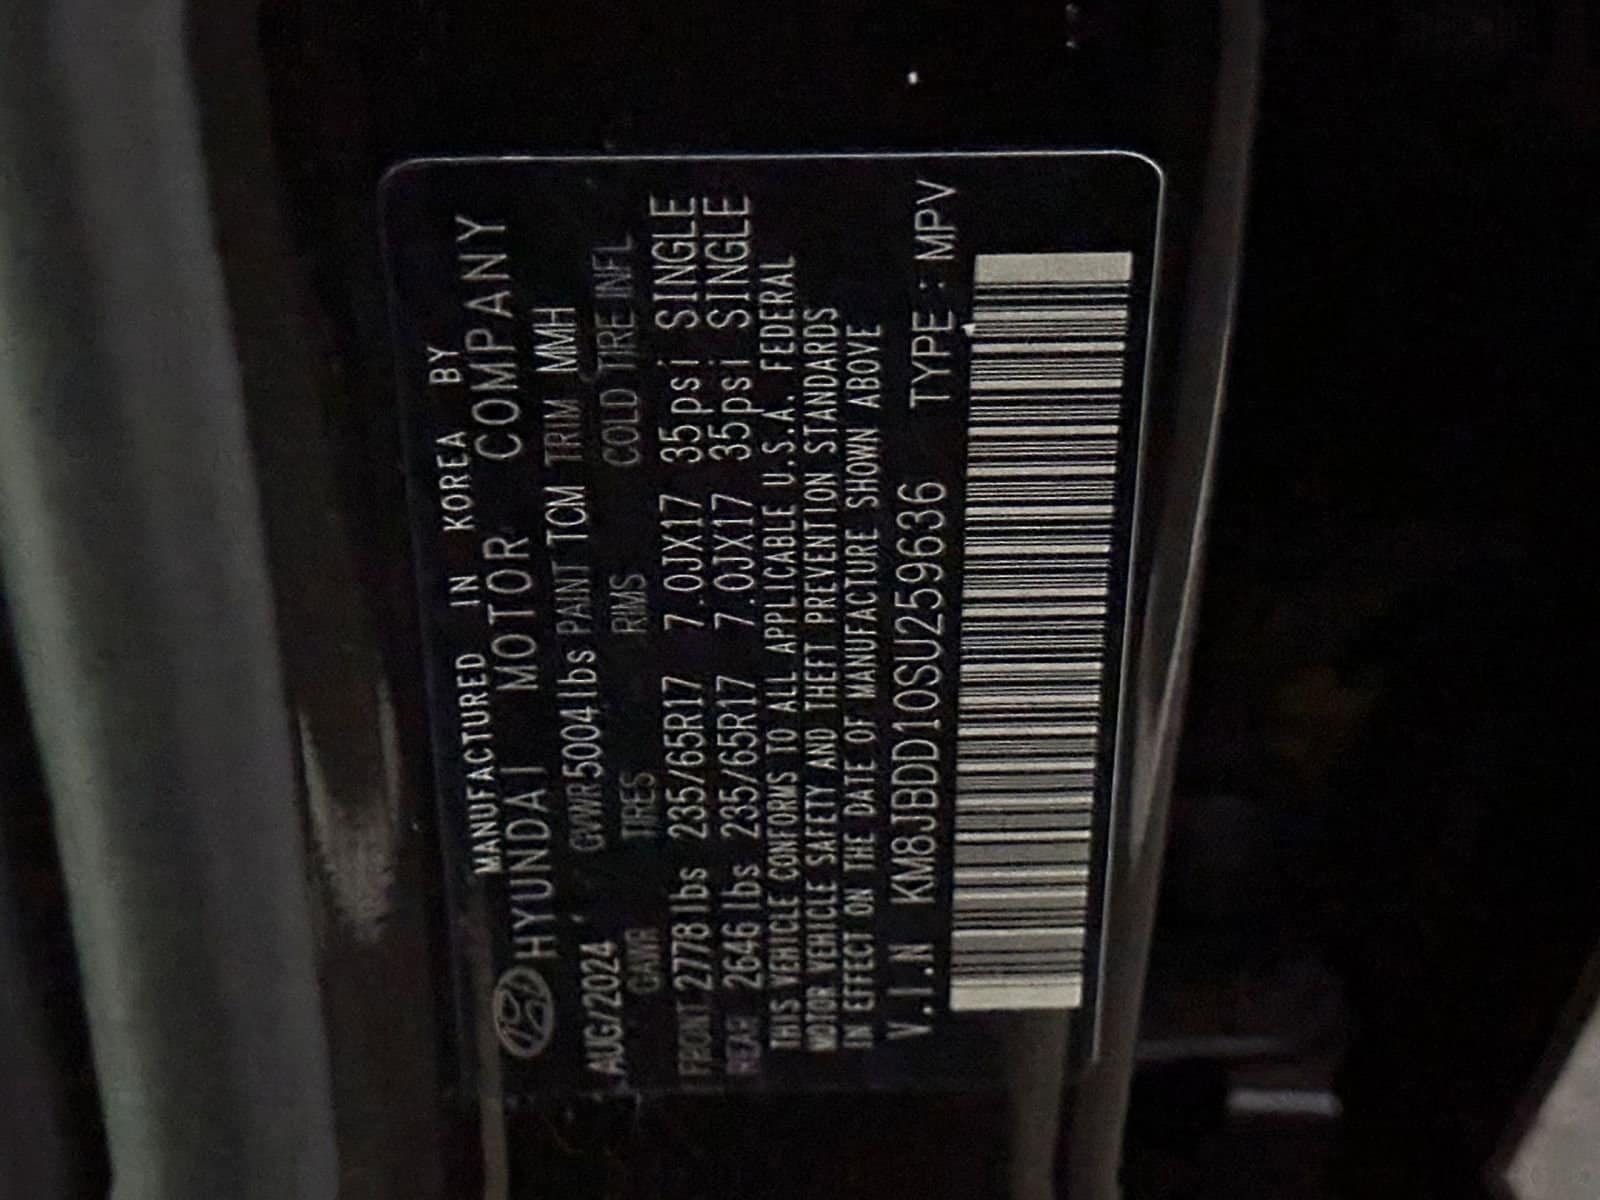 MANUFACTURED IN KOREA BY
HYUNDAI MOTOR COMPANY
AUG/2024 GVWR 5004lbs PAINT TCM TRIM MMH
GAWR TIRES RIMS COLD TIRE INFL
FRONT 2778lbs 235/65R17 7.0JX17 35psi SINGLE
REAR 2646lbs 235/65R17 7.0JX17 35psi SINGLE
THIS VEHICLE CONFORMS TO ALL APPLICABLE U.S.A. FEDERAL
MOTOR VEHICLE SAFETY AND THEFT PREVENTION STANDARDS
IN EFFECT ON THE DATE OF MANUFACTURE SHOWN ABOVE
V.I.N KM8JBDD10SU259636 TYPE : MPV